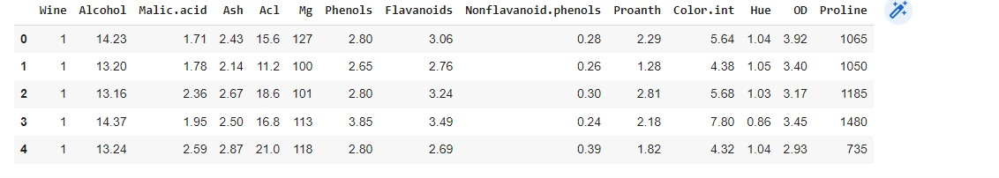 Wine Alcohol Malic.acid Ash Acl Mg Phenols Flavanoids Nonflavanoid.phenols Proanth Color.int Hue OD Proline
0 1 14.23 1.71 2.43 15.6 127 2.80 3.06 0.28 2.29 5.64 1.04 3.92 1065
1 1 13.20 1.78 2.14 11.2 100 2.65 2.76 0.26 1.28 4.38 1.05 3.40 1050
2 1 13.16 2.36 2.67 18.6 101 2.80 3.24 0.30 2.81 5.68 1.03 3.17 1185
3 1 14.37 1.95 2.50 16.8 113 3.85 3.49 0.24 2.18 7.80 0.86 3.45 1480
4 1 13.24 2.59 2.87 21.0 118 2.80 2.69 0.39 1.82 4.32 1.04 2.93 735